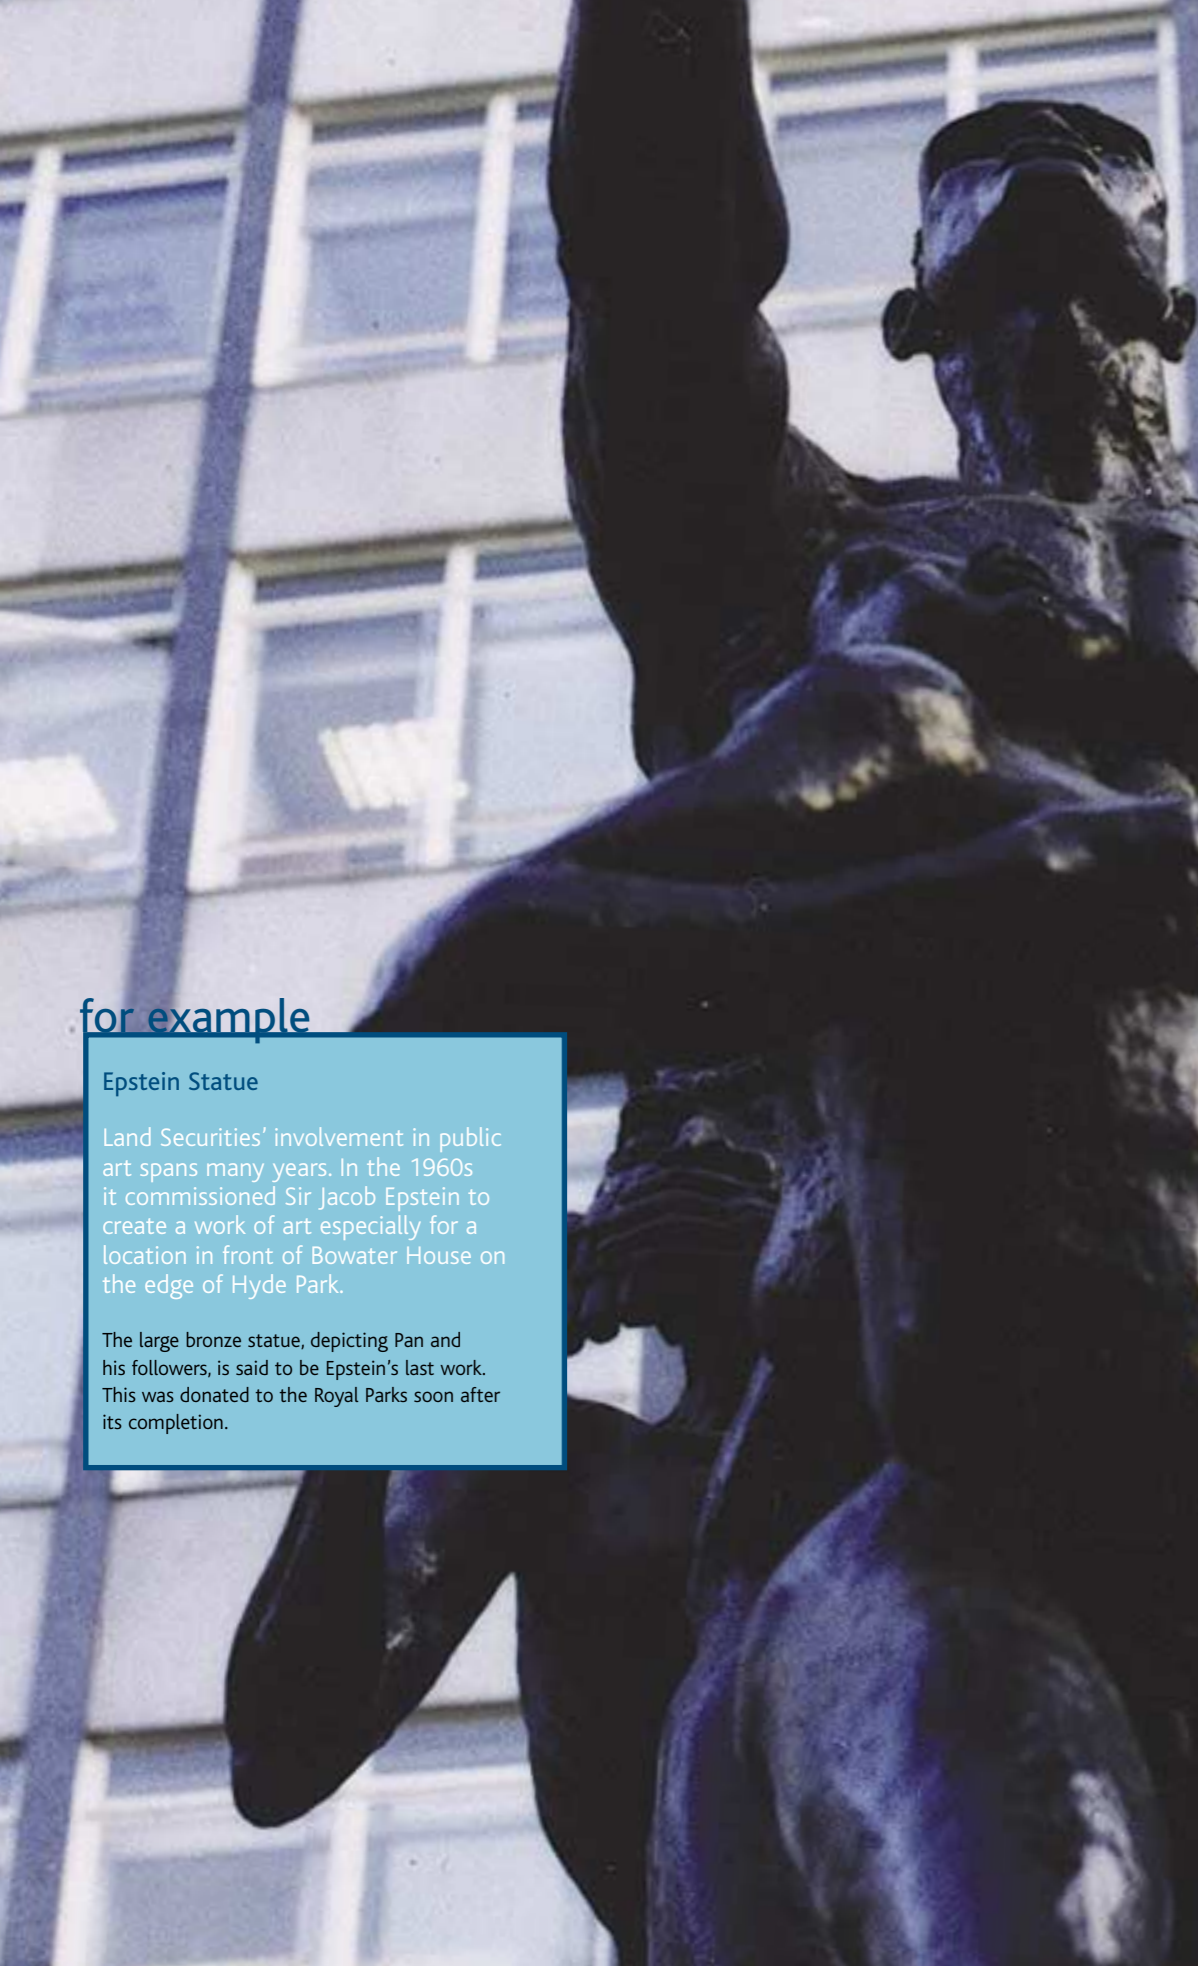 for example
Epstein Statue
Land Securities’ involvement in public
art spans many years. In the 1960s
it commissioned Sir Jacob Epstein to
create a work of art especially for a
location in front of Bowater House on
the edge of Hyde Park.
The large bronze statue, depicting Pan and
his followers, is said to be Epstein’s last work.
This was donated to the Royal Parks soon after
its completion.